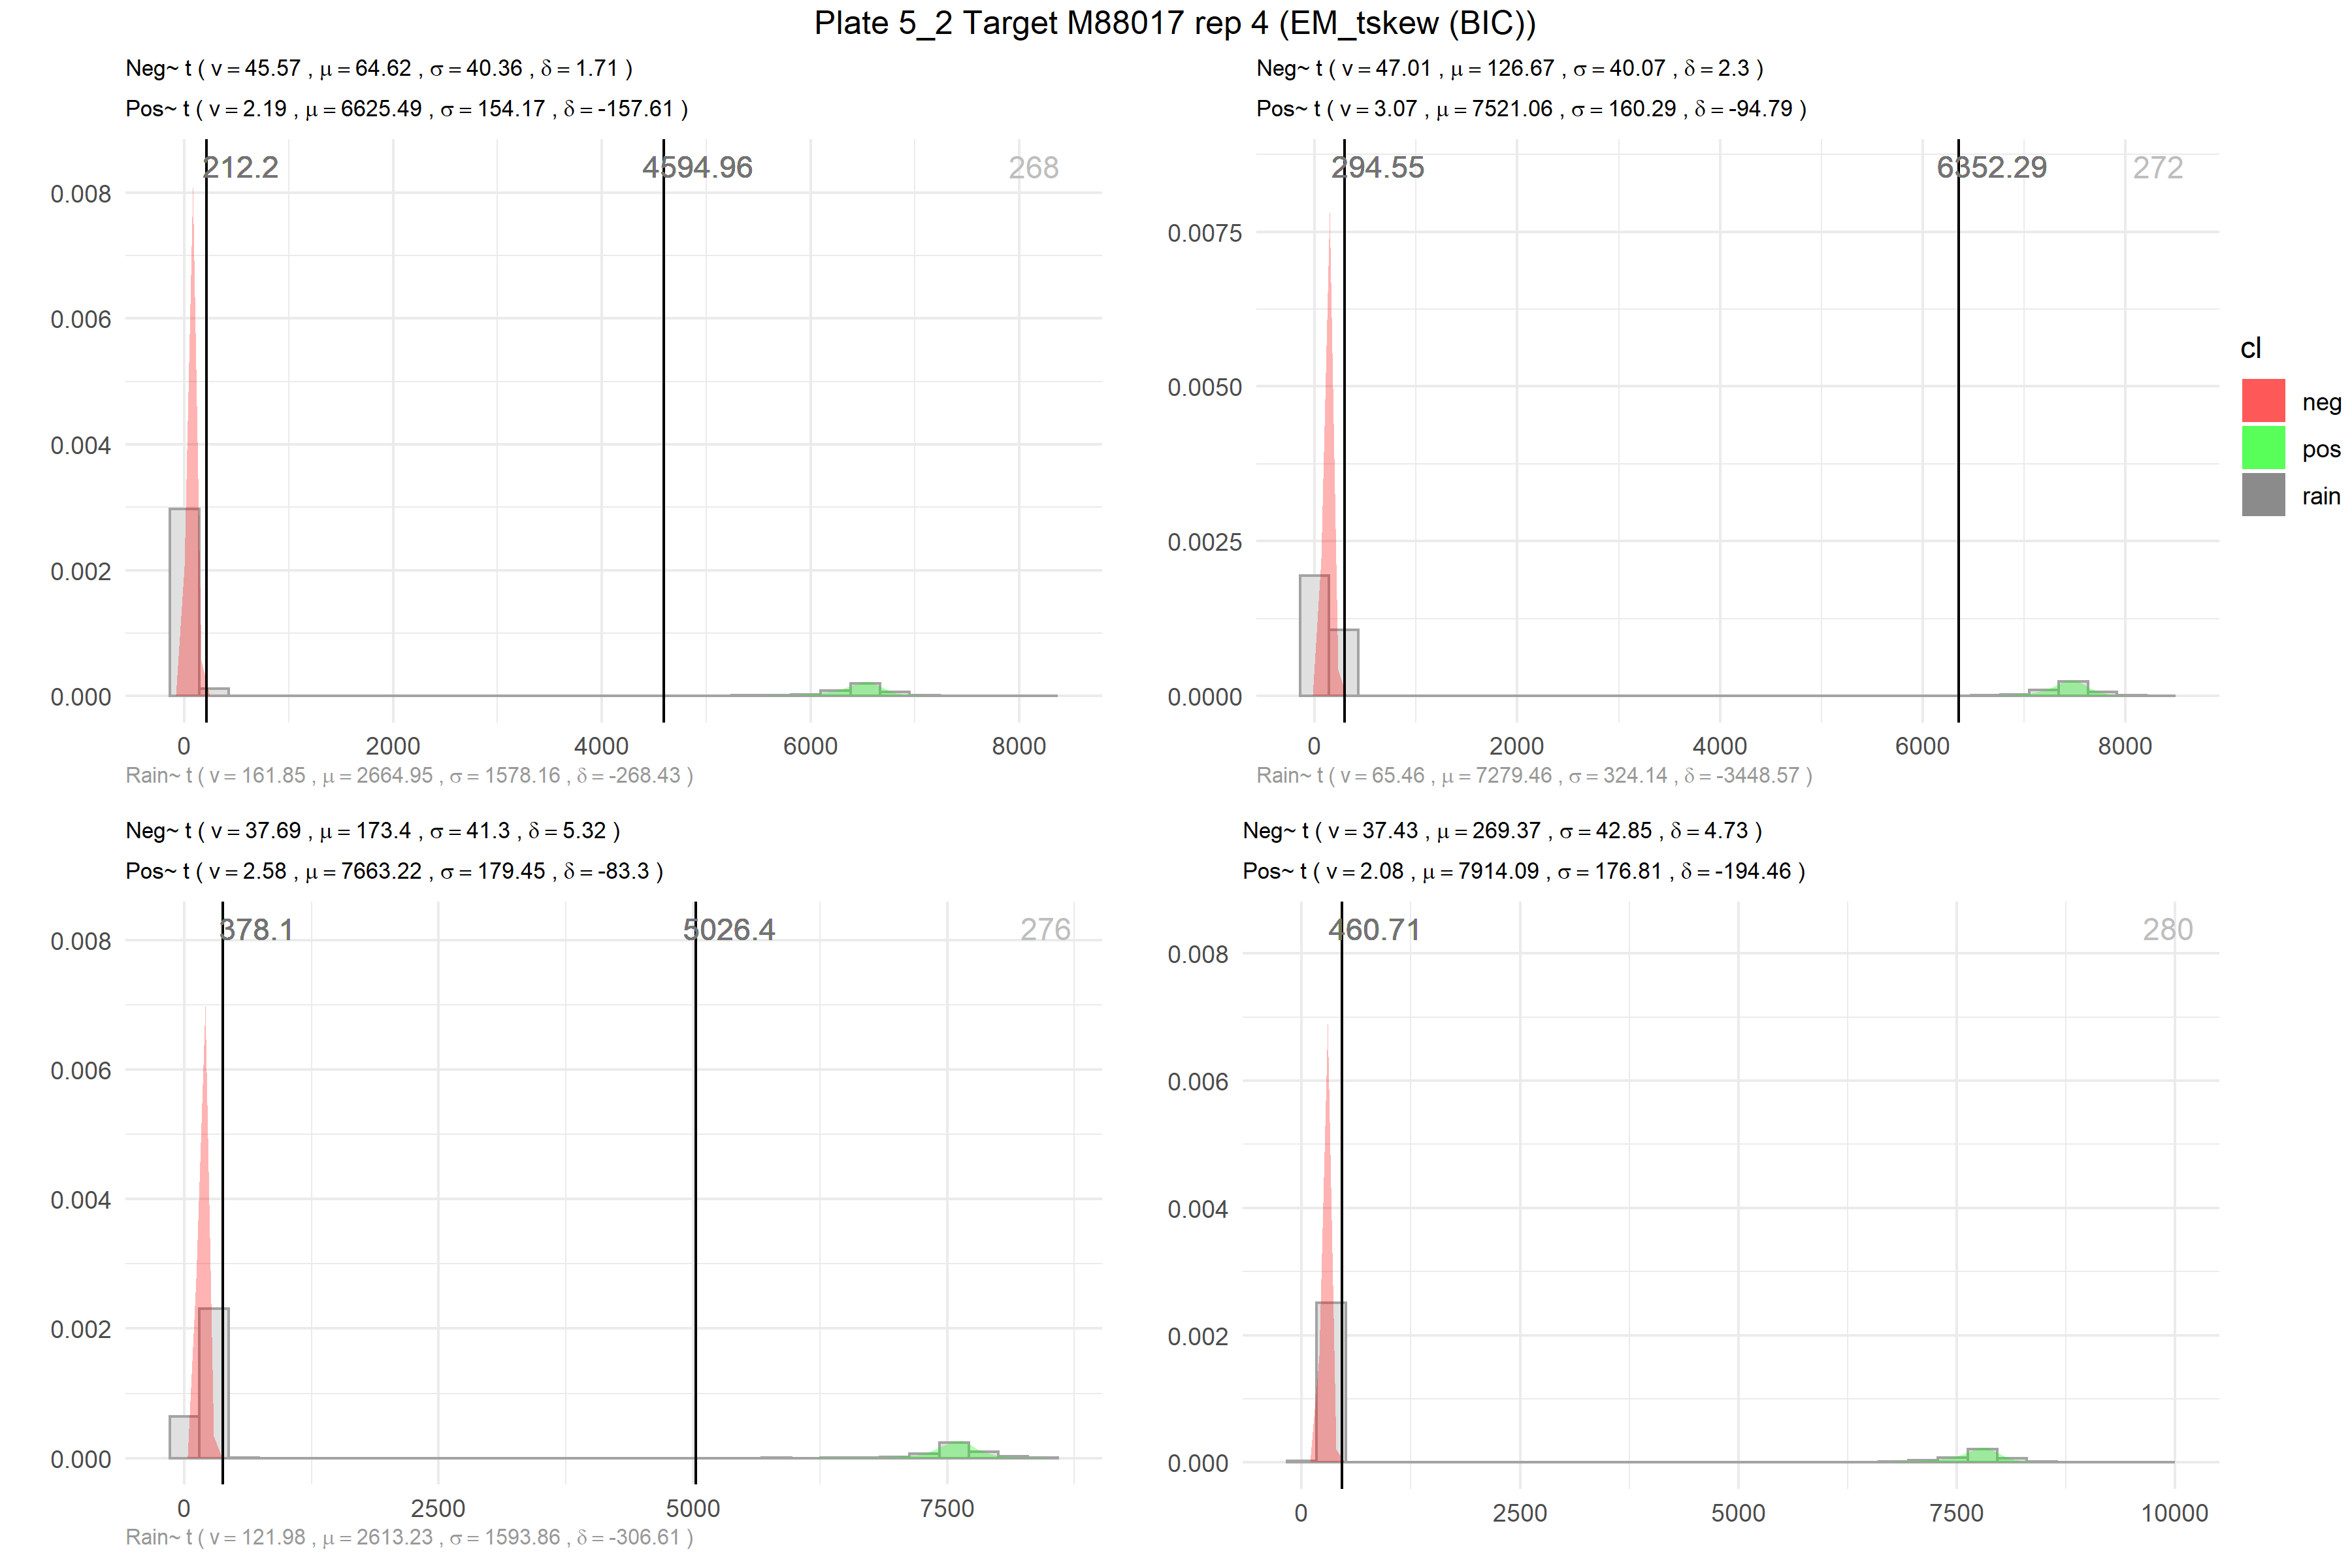 Plate 5_2 Target M88017 rep 4 (EM_tskew (BIC))
Neg~ t ( v = 45.57 , μ = 64.62 , σ = 40.36 , δ = 1.71 )
Pos~ t ( v = 2.19 , μ = 6625.49 , σ = 154.17 , δ = -157.61 )
212.2 4594.96 268
0.008
0.006
0.004
0.002
0.000
0 2000 4000 6000 8000
Rain~ t ( v = 161.85 , μ = 2664.95 , σ = 1578.16 , δ = -268.43 )
Neg~ t ( v = 47.01 , μ = 126.67 , σ = 40.07 , δ = 2.3 )
Pos~ t ( v = 3.07 , μ = 7521.06 , σ = 160.29 , δ = -94.79 )
294.55 6352.29 272
0.0075
0.0050
0.0025
0.0000
0 2000 4000 6000 8000
Rain~ t ( v = 65.46 , μ = 7279.46 , σ = 324.14 , δ = -3448.57 )
cl
neg
pos
rain
Neg~ t ( v = 37.69 , μ = 173.4 , σ = 41.3 , δ = 5.32 )
Pos~ t ( v = 2.58 , μ = 7663.22 , σ = 179.45 , δ = -83.3 )
378.1 5026.4 276
0.008
0.006
0.004
0.002
0.000
0 2500 5000 7500
Rain~ t ( v = 121.98 , μ = 2613.23 , σ = 1593.86 , δ = -306.61 )
Neg~ t ( v = 37.43 , μ = 269.37 , σ = 42.85 , δ = 4.73 )
Pos~ t ( v = 2.08 , μ = 7914.09 , σ = 176.81 , δ = -194.46 )
460.71 280
0.008
0.006
0.004
0.002
0.000
0 2500 5000 7500 10000